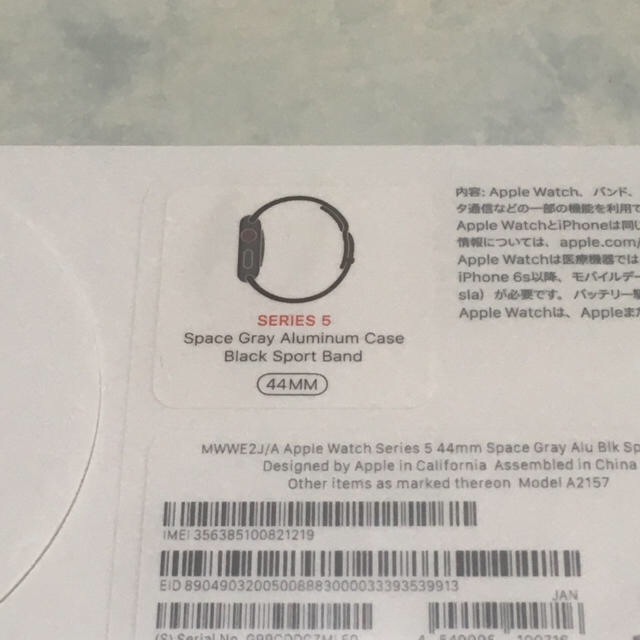 SERIES 5
Space Gray Aluminum Case
Black Sport Band
44MM
内容: Apple Watch、バンド、
タ通信などの一部の機能を利用で
Apple WatchとiPhoneは同じ
情報については、apple.com/
Apple Watchは医療機器では
iPhone 6s以降、モバイルデー
sla）が必要です。バッテリー駆
Apple Watchは、Appleまた
MWWE2J/A Apple Watch Series 5 44mm Space Gray Alu Blk Sp
Designed by Apple in California Assembled in China
Other items as marked thereon Model A2157
IMEI 356385100821219
EID 89049032005008883000033393539913
JAN
(S) Serial No.